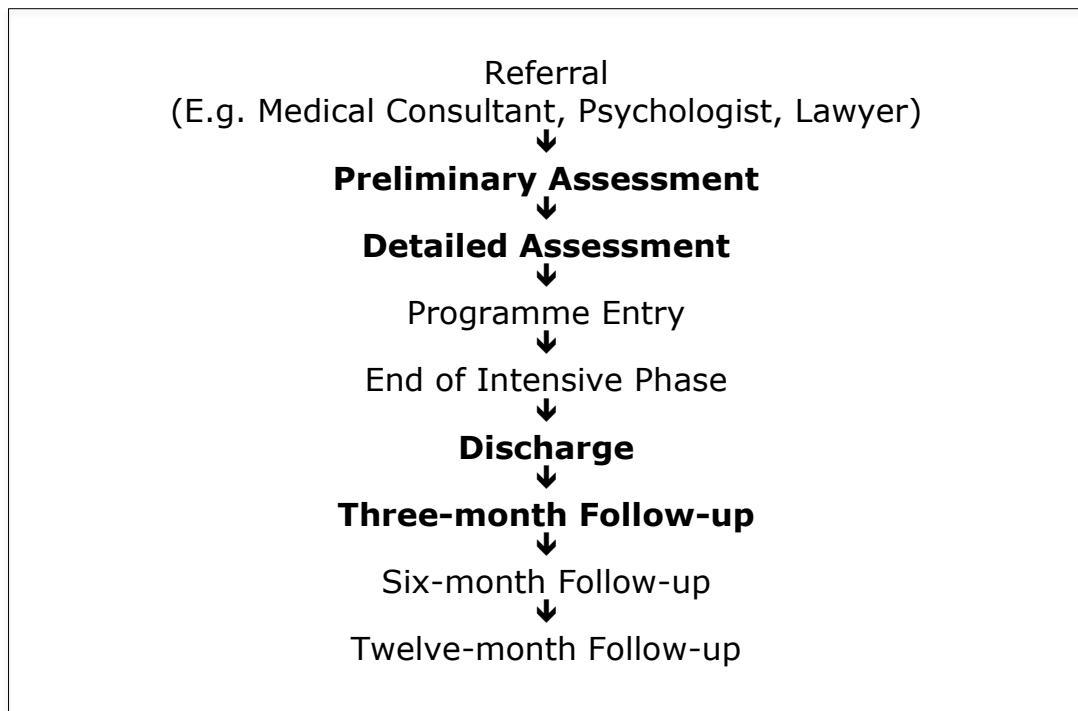 Referral
(E.g. Medical Consultant, Psychologist, Lawyer)
Preliminary Assessment
Detailed Assessment
Programme Entry
End of Intensive Phase
Discharge
Three-month Follow-up
Six-month Follow-up
Twelve-month Follow-up